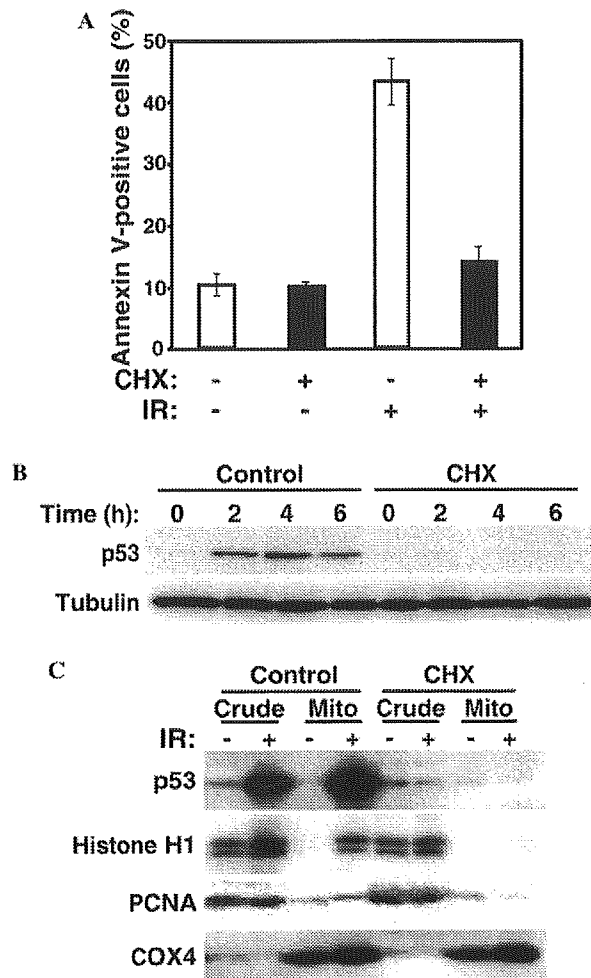 A
Annexin V-positive cells (%)
50
40
30
20
10
0
CHX: - + - +
IR: - - + +
B
Control CHX
Time (h): 0 2 4 6 0 2 4 6
p53
Tubulin
C
Control CHX
Crude Mito Crude Mito
IR: - + - + - + - +
p53
Histone H1
PCNA
COX4